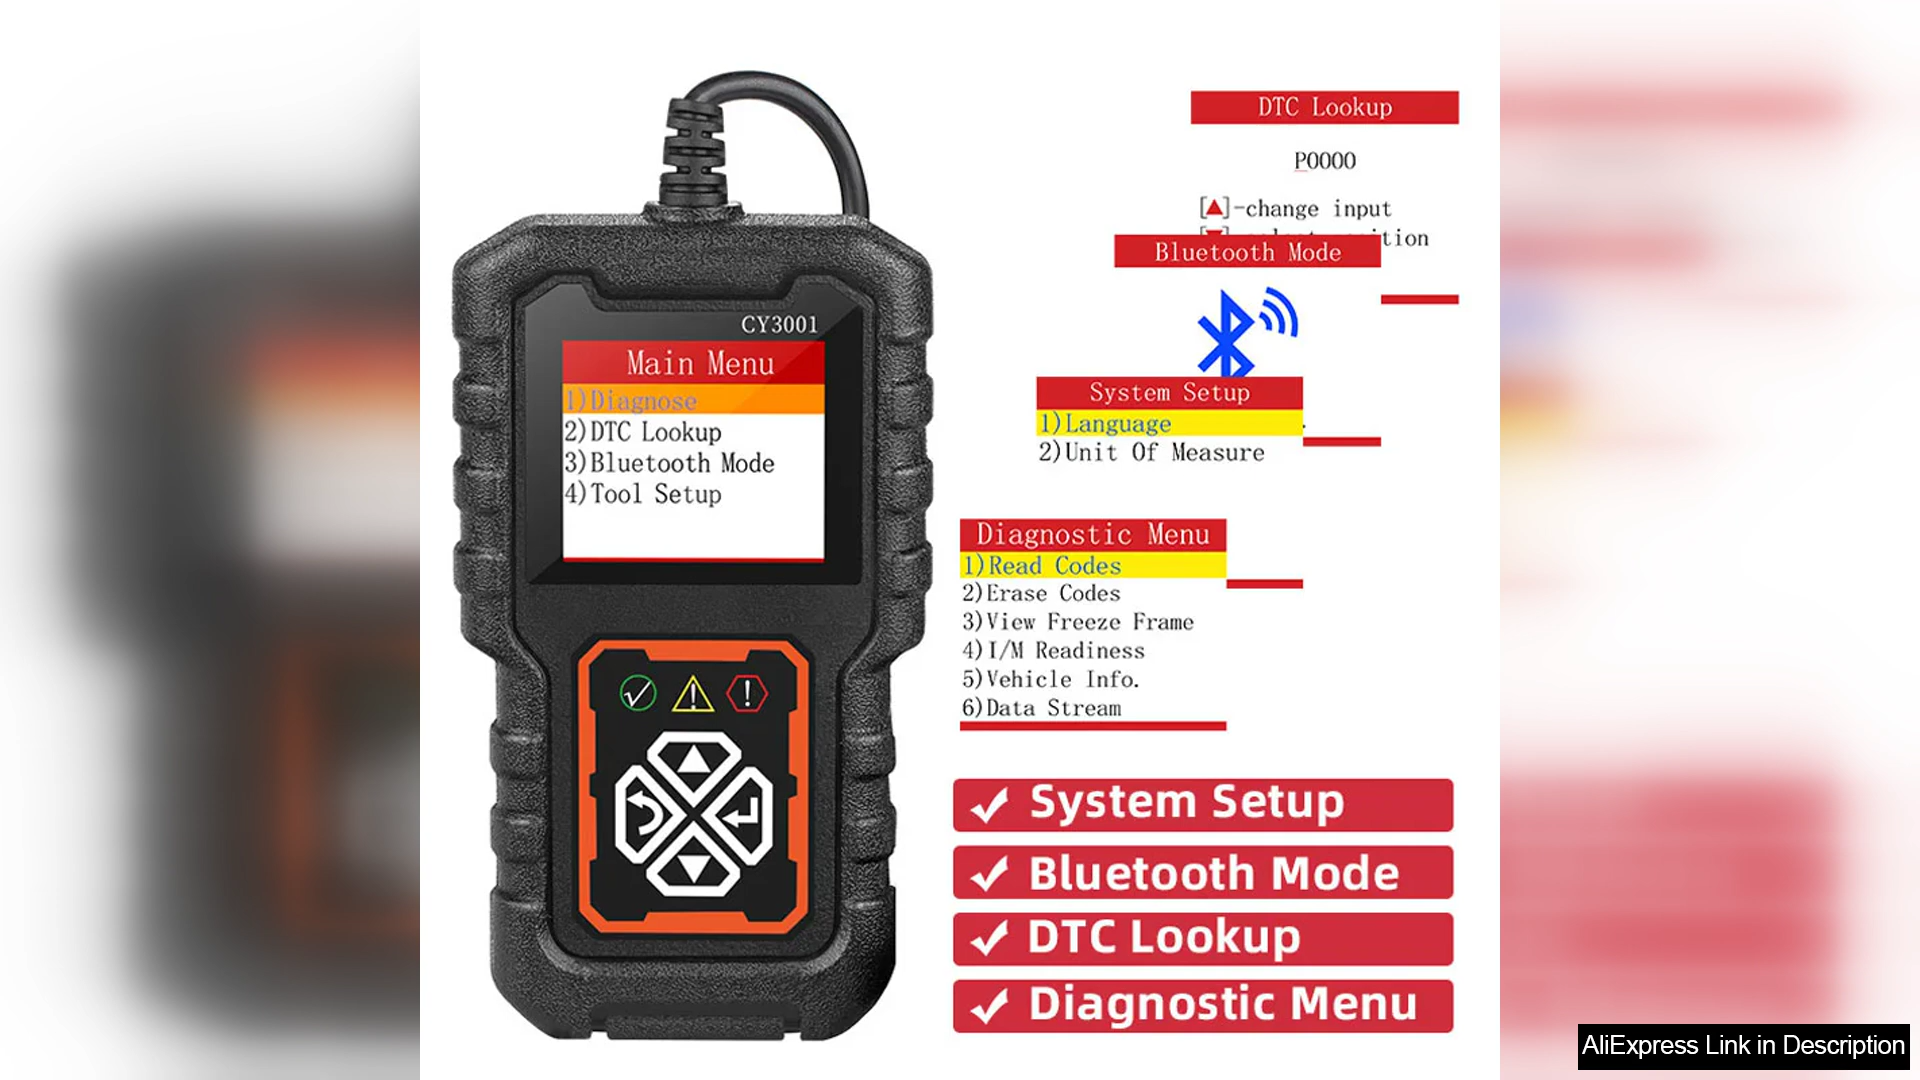 CY3001
Main Menu
1)Diagnose
2)DTC Lookup
3)Bluetooth Mode
4)Tool Setup
DTC Lookup
P0000
[▲]-change input
ition
Bluetooth Mode
System Setup
1)Language
2)Unit Of Measure
Diagnostic Menu
1)Read Codes
2)Erase Codes
3)View Freeze Frame
4)I/M Readiness
5)Vehicle Info.
6)Data Stream
System Setup
Bluetooth Mode
DTC Lookup
Diagnostic Menu
AliExpress Link in Description